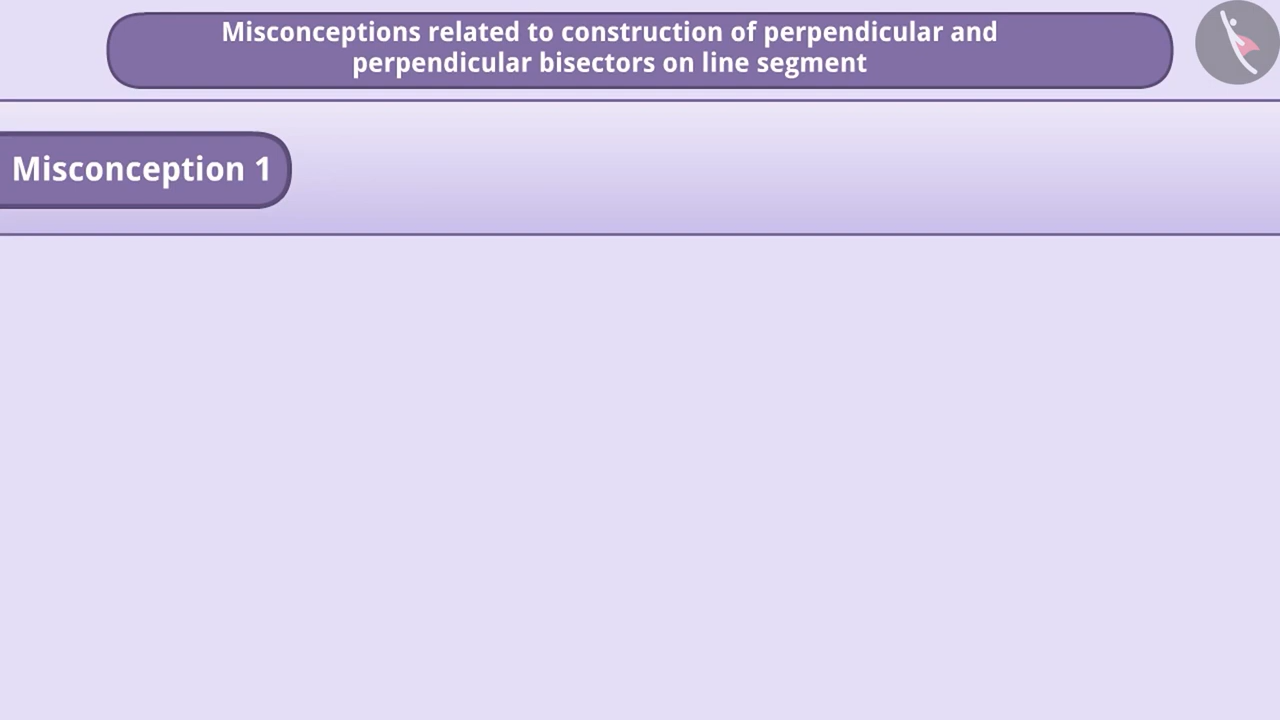 Misconceptions related to construction of perpendicular and
perpendicular bisectors on line segment
Misconception 1